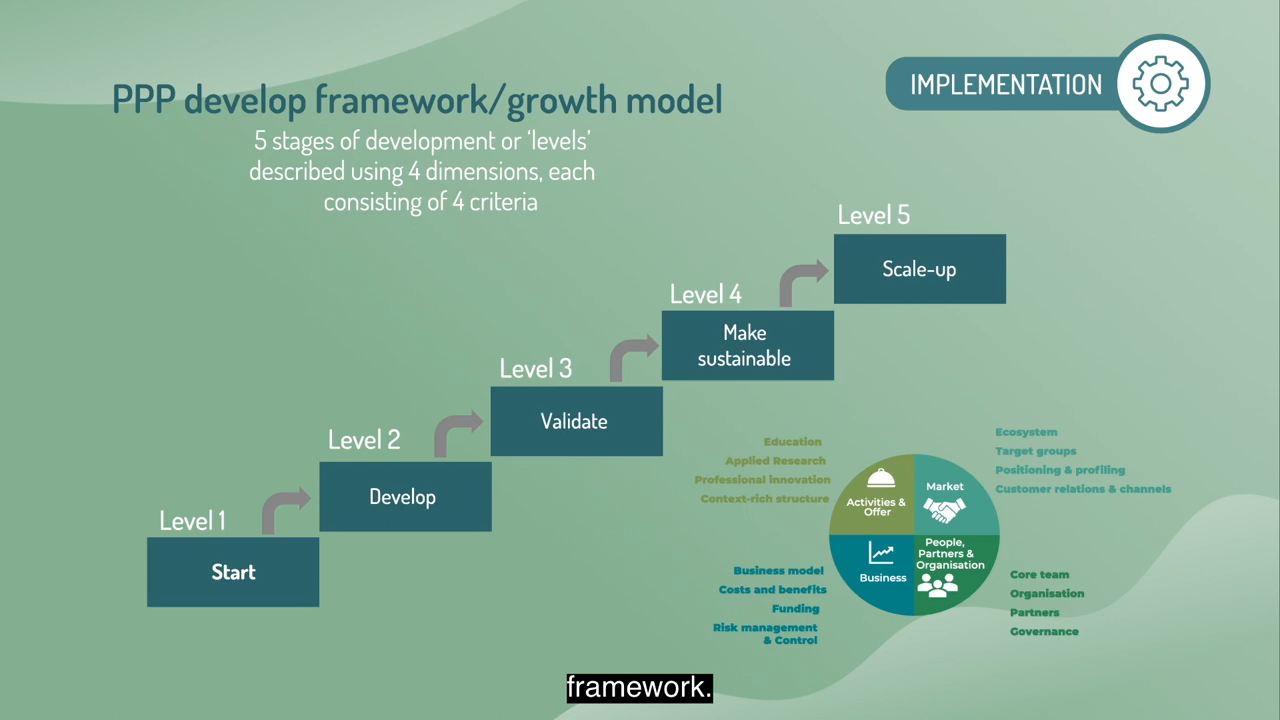 PPP develop framework/growth model
5 stages of development or ‘levels’
described using 4 dimensions, each
consisting of 4 criteria
IMPLEMENTATION
Level 5
Scale-up
Level 4
Make
sustainable
Level 3
Validate
Level 2
Develop
Level 1
Start
Education
Applied Research
Professional innovation
Context-rich structure
Activities &
Offer
Market
Ecosystem
Target groups
Positioning & profiling
Customer relations & channels
Business model
Costs and benefits
Funding
Risk management
& Control
Business
People,
Partners &
Organisation
Core team
Organisation
Partners
Governance
framework.